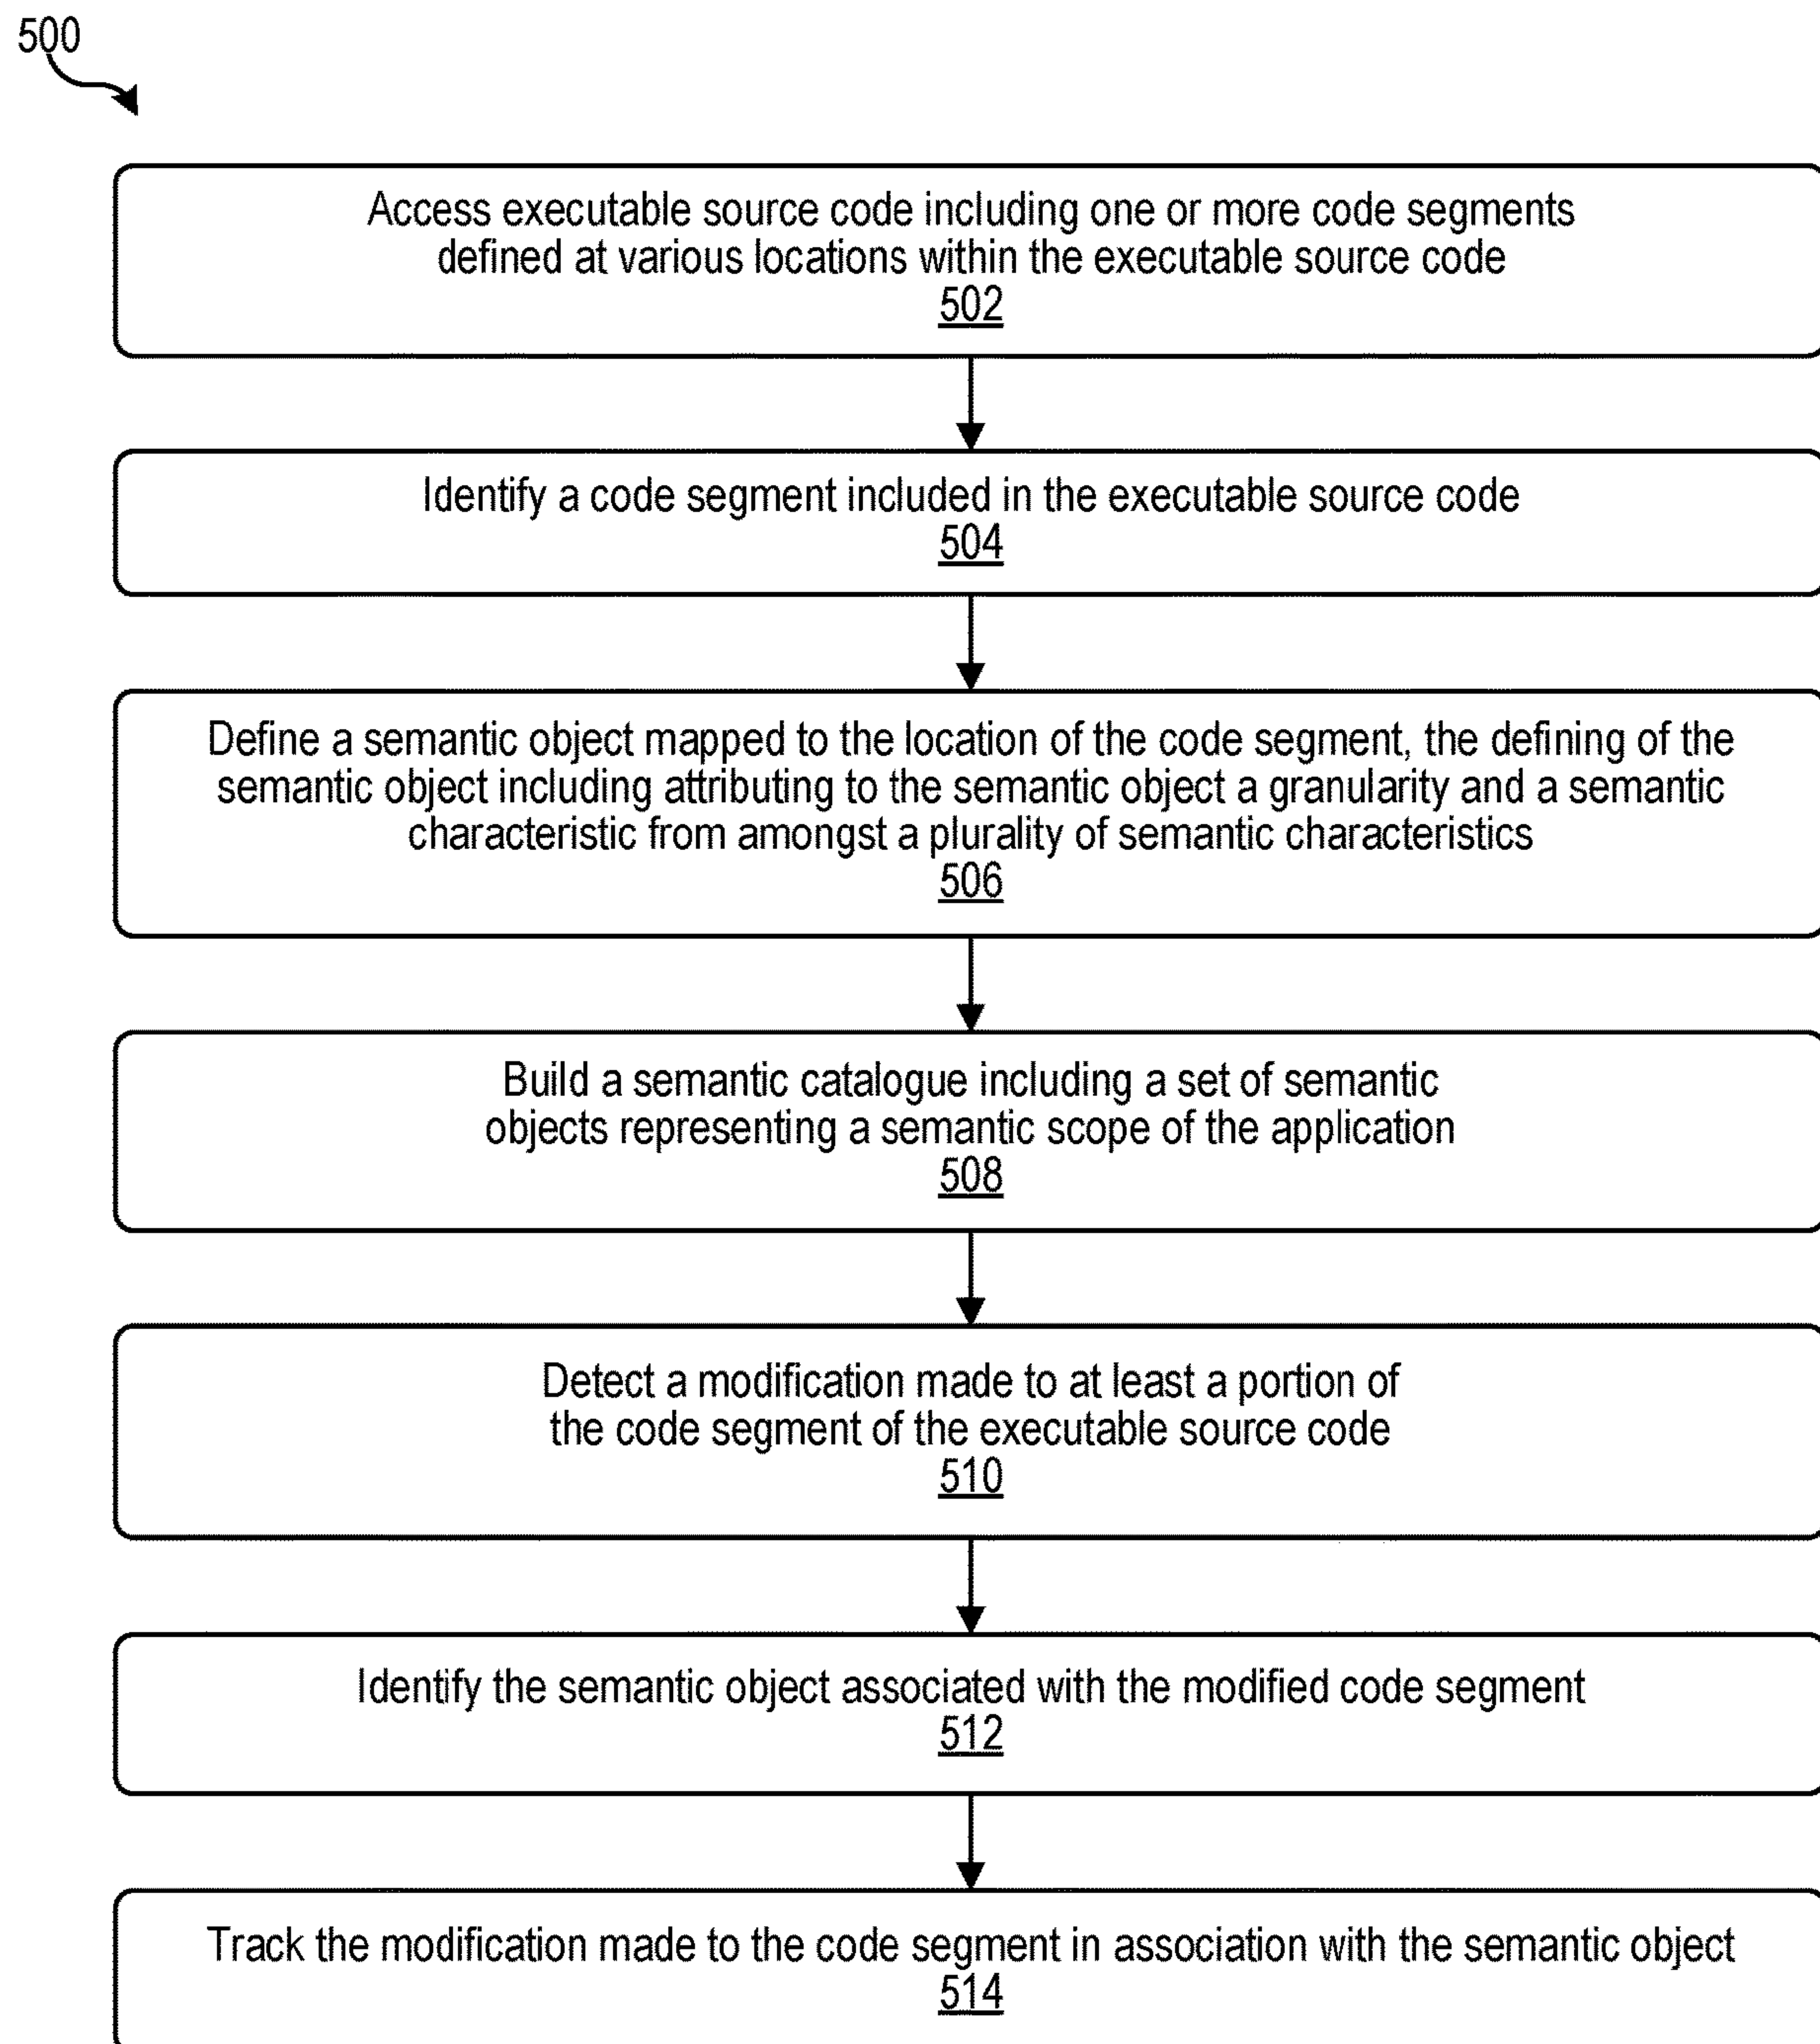 500
Access executable source code including one or more code segments
defined at various locations within the executable source code
502
Identify a code segment included in the executable source code
504
Define a semantic object mapped to the location of the code segment, the defining of the
semantic object including attributing to the semantic object a granularity and a semantic
characteristic from amongst a plurality of semantic characteristics
506
Build a semantic catalogue including a set of semantic
objects representing a semantic scope of the application
508
Detect a modification made to at least a portion of
the code segment of the executable source code
510
Identify the semantic object associated with the modified code segment
512
Track the modification made to the code segment in association with the semantic object
514